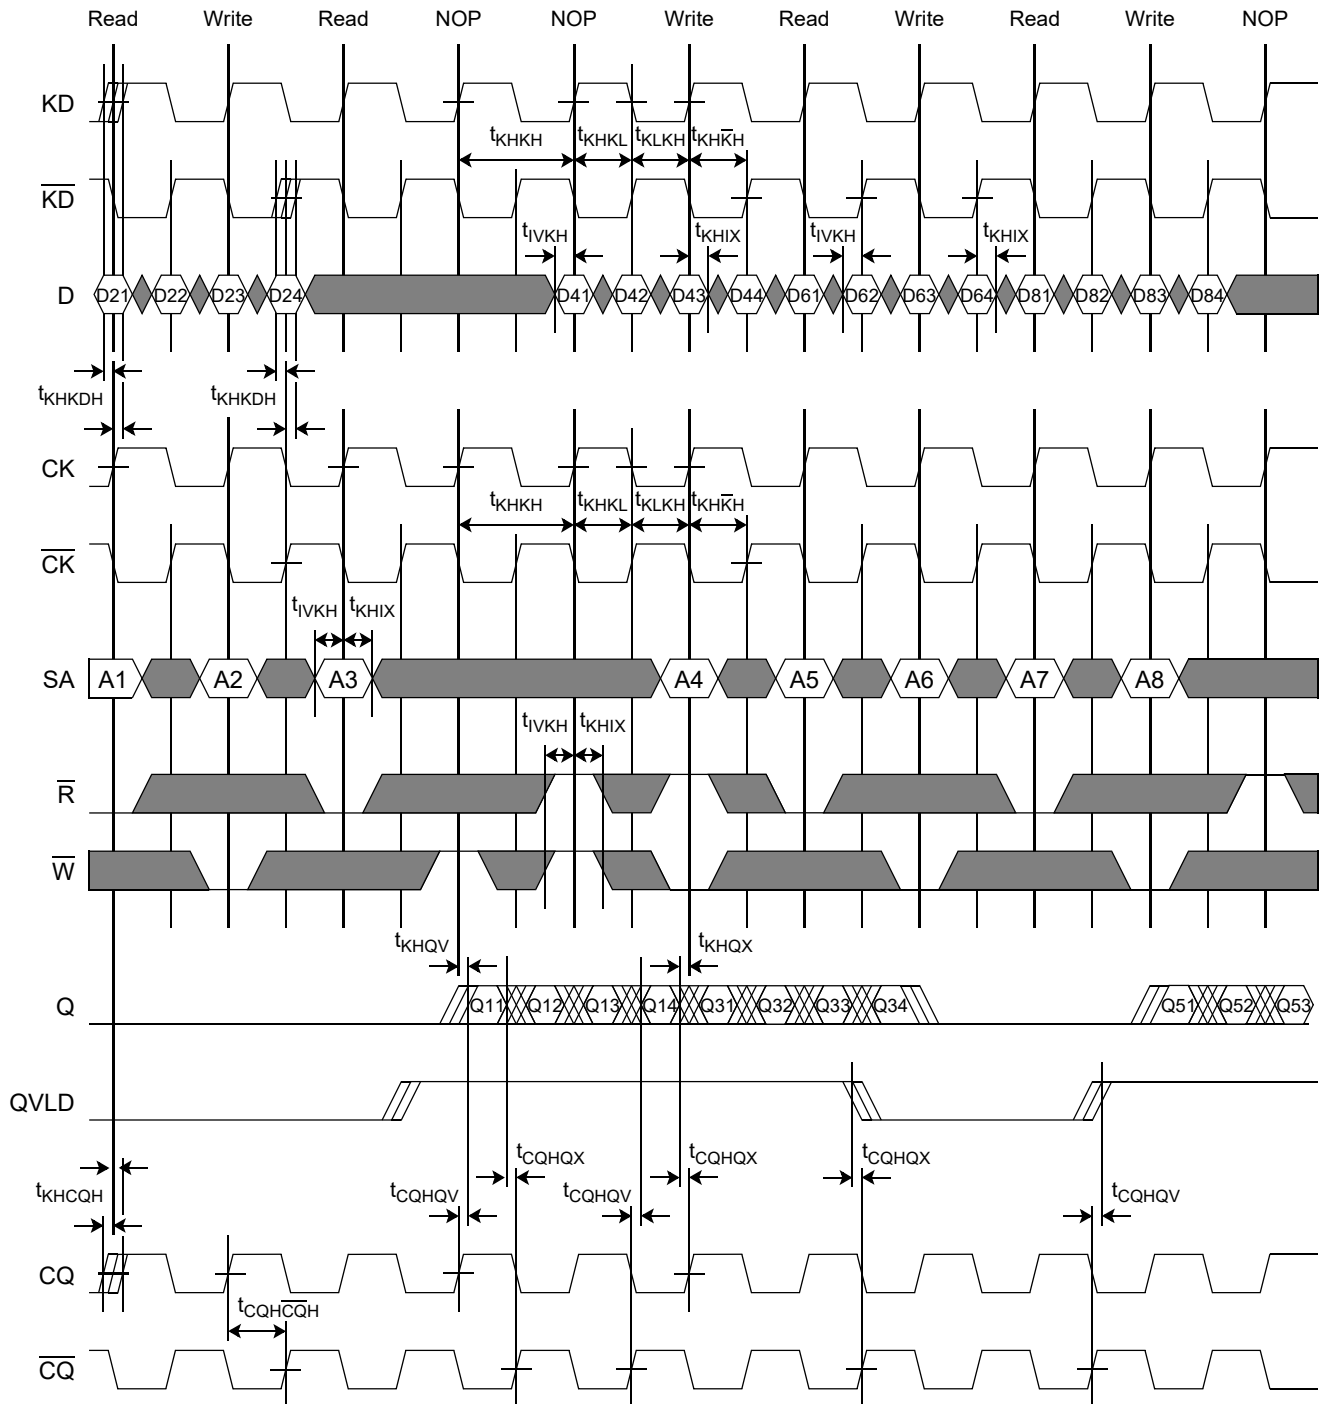 Read Write Read NOP NOP Write Read Write Read Write NOP
KD
tKHKH tKHKL tKLKH tKHK̅H
K̅D̅
tIVKH tKHIX tIVKH tKHIX
D D21 D22 D23 D24 D41 D42 D43 D44 D61 D62 D63 D64 D81 D82 D83 D84
tKHKDH tKHKDH
CK
tKHKH tKHKL tKLKH tKHK̅H
C̅K̅
tIVKH tKHIX
SA A1 A2 A3 A4 A5 A6 A7 A8
tIVKH tKHIX
R̅
W̅
tKHQV tKHQX
Q Q11 Q12 Q13 Q14 Q31 Q32 Q33 Q34 Q51 Q52 Q53
QVLD
tCQHQX tCQHQX tCQHQX
tKHCQH tCQHQV tCQHQV tCQHQV
CQ
tCQHC̅Q̅H
C̅Q̅